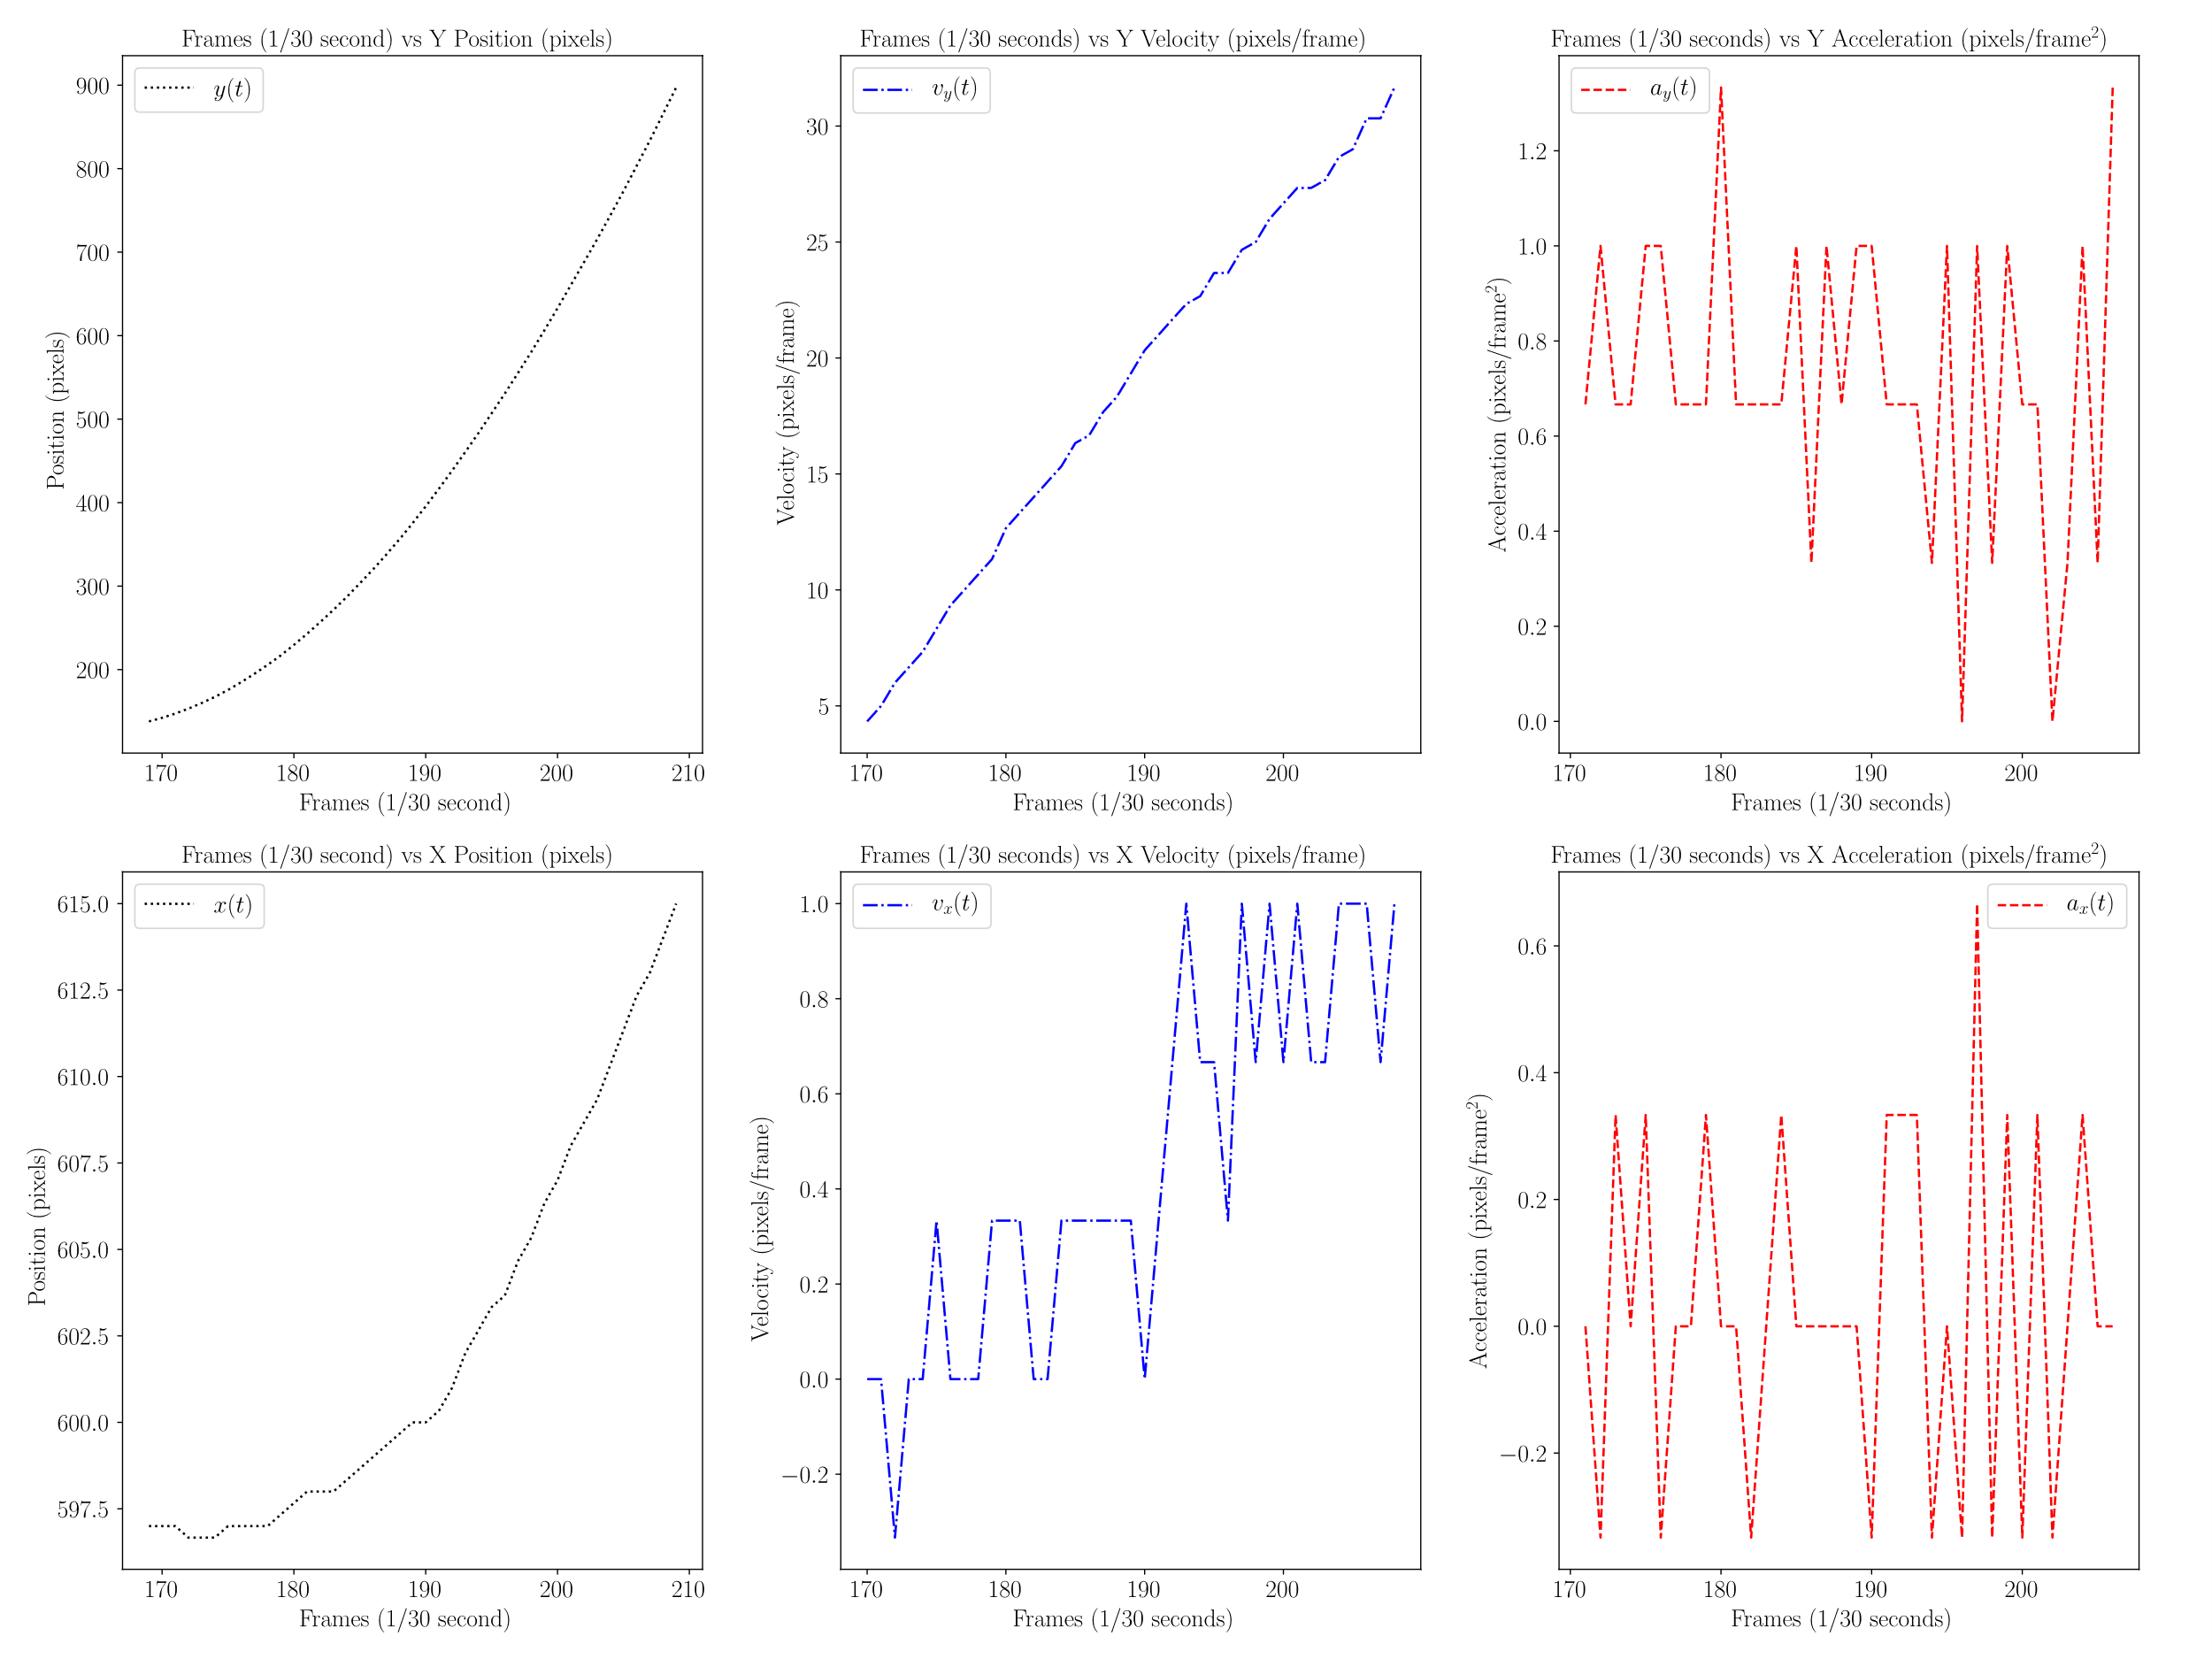 Frames (1/30 second) vs Y Position (pixels)
y(t)
900
800
700
600
500
400
300
200
Position (pixels)
170 180 190 200 210
Frames (1/30 second)
Frames (1/30 seconds) vs Y Velocity (pixels/frame)
v_y(t)
30
25
20
15
10
5
Velocity (pixels/frame)
170 180 190 200
Frames (1/30 seconds)
Frames (1/30 seconds) vs Y Acceleration (pixels/frame²)
a_y(t)
1.2
1.0
0.8
0.6
0.4
0.2
0.0
Acceleration (pixels/frame²)
170 180 190 200
Frames (1/30 seconds)
Frames (1/30 second) vs X Position (pixels)
x(t)
615.0
612.5
610.0
607.5
605.0
602.5
600.0
597.5
Position (pixels)
170 180 190 200 210
Frames (1/30 second)
Frames (1/30 seconds) vs X Velocity (pixels/frame)
v_x(t)
1.0
0.8
0.6
0.4
0.2
0.0
−0.2
Velocity (pixels/frame)
170 180 190 200
Frames (1/30 seconds)
Frames (1/30 seconds) vs X Acceleration (pixels/frame²)
a_x(t)
0.6
0.4
0.2
0.0
−0.2
Acceleration (pixels/frame²)
170 180 190 200
Frames (1/30 seconds)